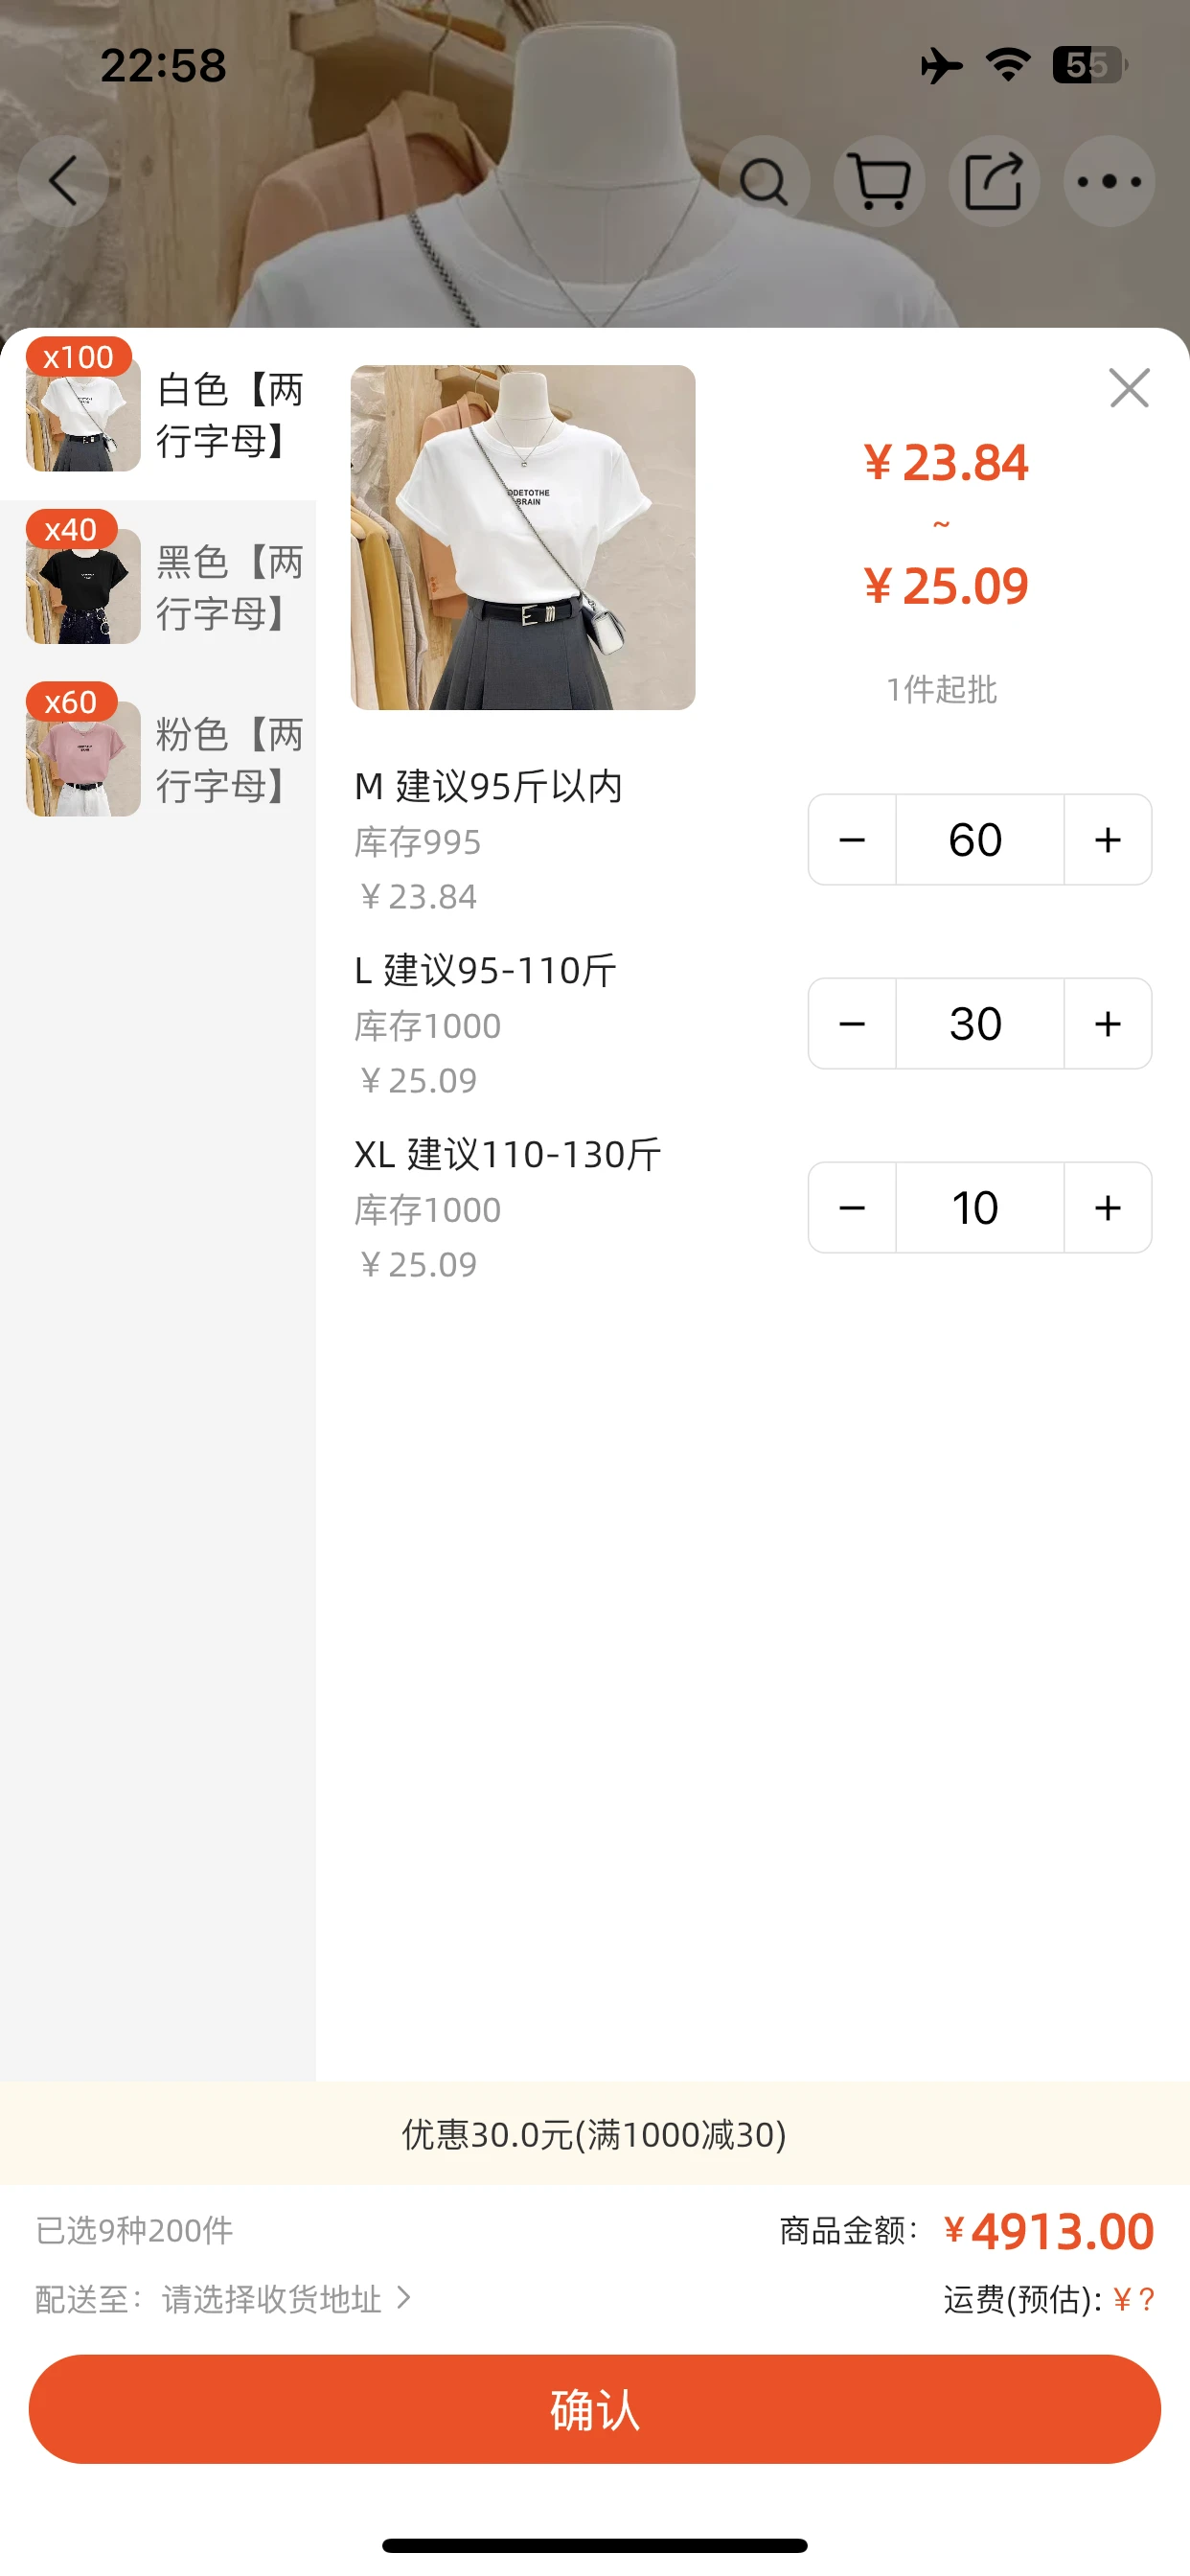 22:58
55
x100
白色【两
行字母】
x40
黑色【两
行字母】
x60
粉色【两
行字母】
BRAIN
¥ 23.84
~
¥ 25.09
1件起批
M 建议95斤以内
库存995
¥ 23.84
60
L 建议95-110斤
库存1000
¥ 25.09
30
XL 建议110-130斤
库存1000
¥ 25.09
10
优惠30.0元(满1000减30)
已选9种200件
商品金额: ¥4913.00
配送至: 请选择收货地址
运费(预估): ¥ ?
确认